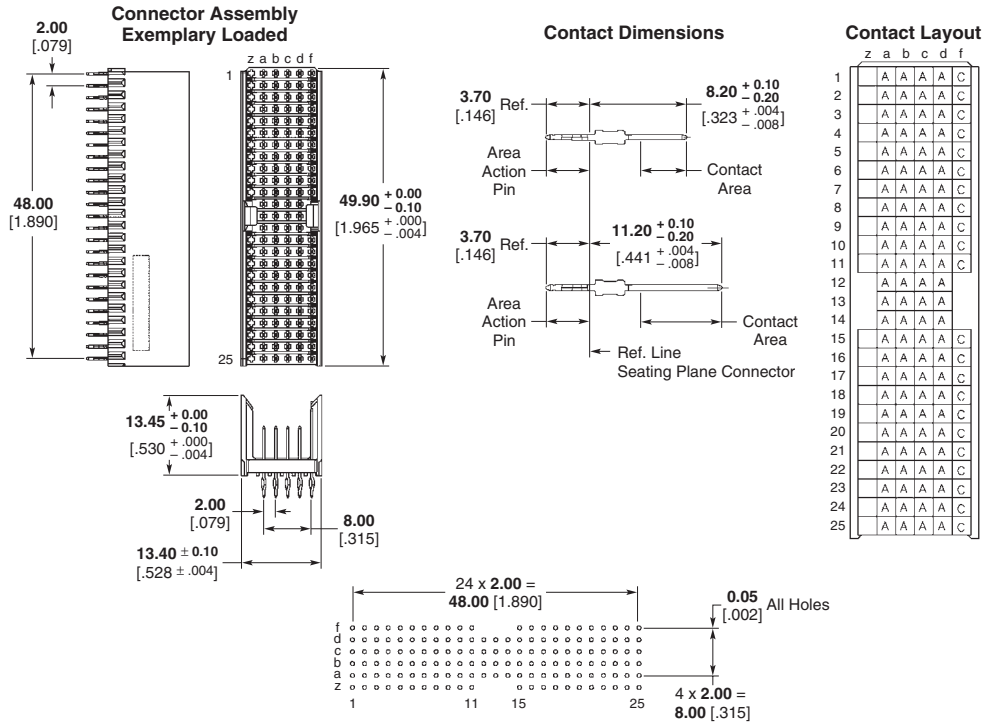 Connector Assembly
Exemplary Loaded
2.00
[.079]
48.00
[1.890]
z a b c d f
1
25
49.90 + 0.00 − 0.10
[1.965 + .000 − .004]
13.45 + 0.00 − 0.10
[.530 + .000 − .004]
2.00
[.079]
8.00
[.315]
13.40 ± 0.10
[.528 ± .004]
Contact Dimensions
3.70 Ref.
[.146]
8.20 + 0.10 − 0.20
[.323 + .004 − .008]
Area
Action
Pin
Contact
Area
3.70 Ref.
[.146]
11.20 + 0.10 − 0.20
[.441 + .004 − .008]
Area
Action
Pin
Contact
Area
Ref. Line
Seating Plane Connector
Contact Layout
z a b c d f
1 A A A A C
2 A A A A C
3 A A A A C
4 A A A A C
5 A A A A C
6 A A A A C
7 A A A A C
8 A A A A C
9 A A A A C
10 A A A A C
11 A A A A C
12 A A A A
13 A A A A
14 A A A A
15 A A A A C
16 A A A A C
17 A A A A C
18 A A A A C
19 A A A A C
20 A A A A C
21 A A A A C
22 A A A A C
23 A A A A C
24 A A A A C
25 A A A A C
24 x 2.00 =
48.00 [1.890]
0.05
[.002] All Holes
f
d
c
b
a
z
1 11 15 25
4 x 2.00 =
8.00 [.315]